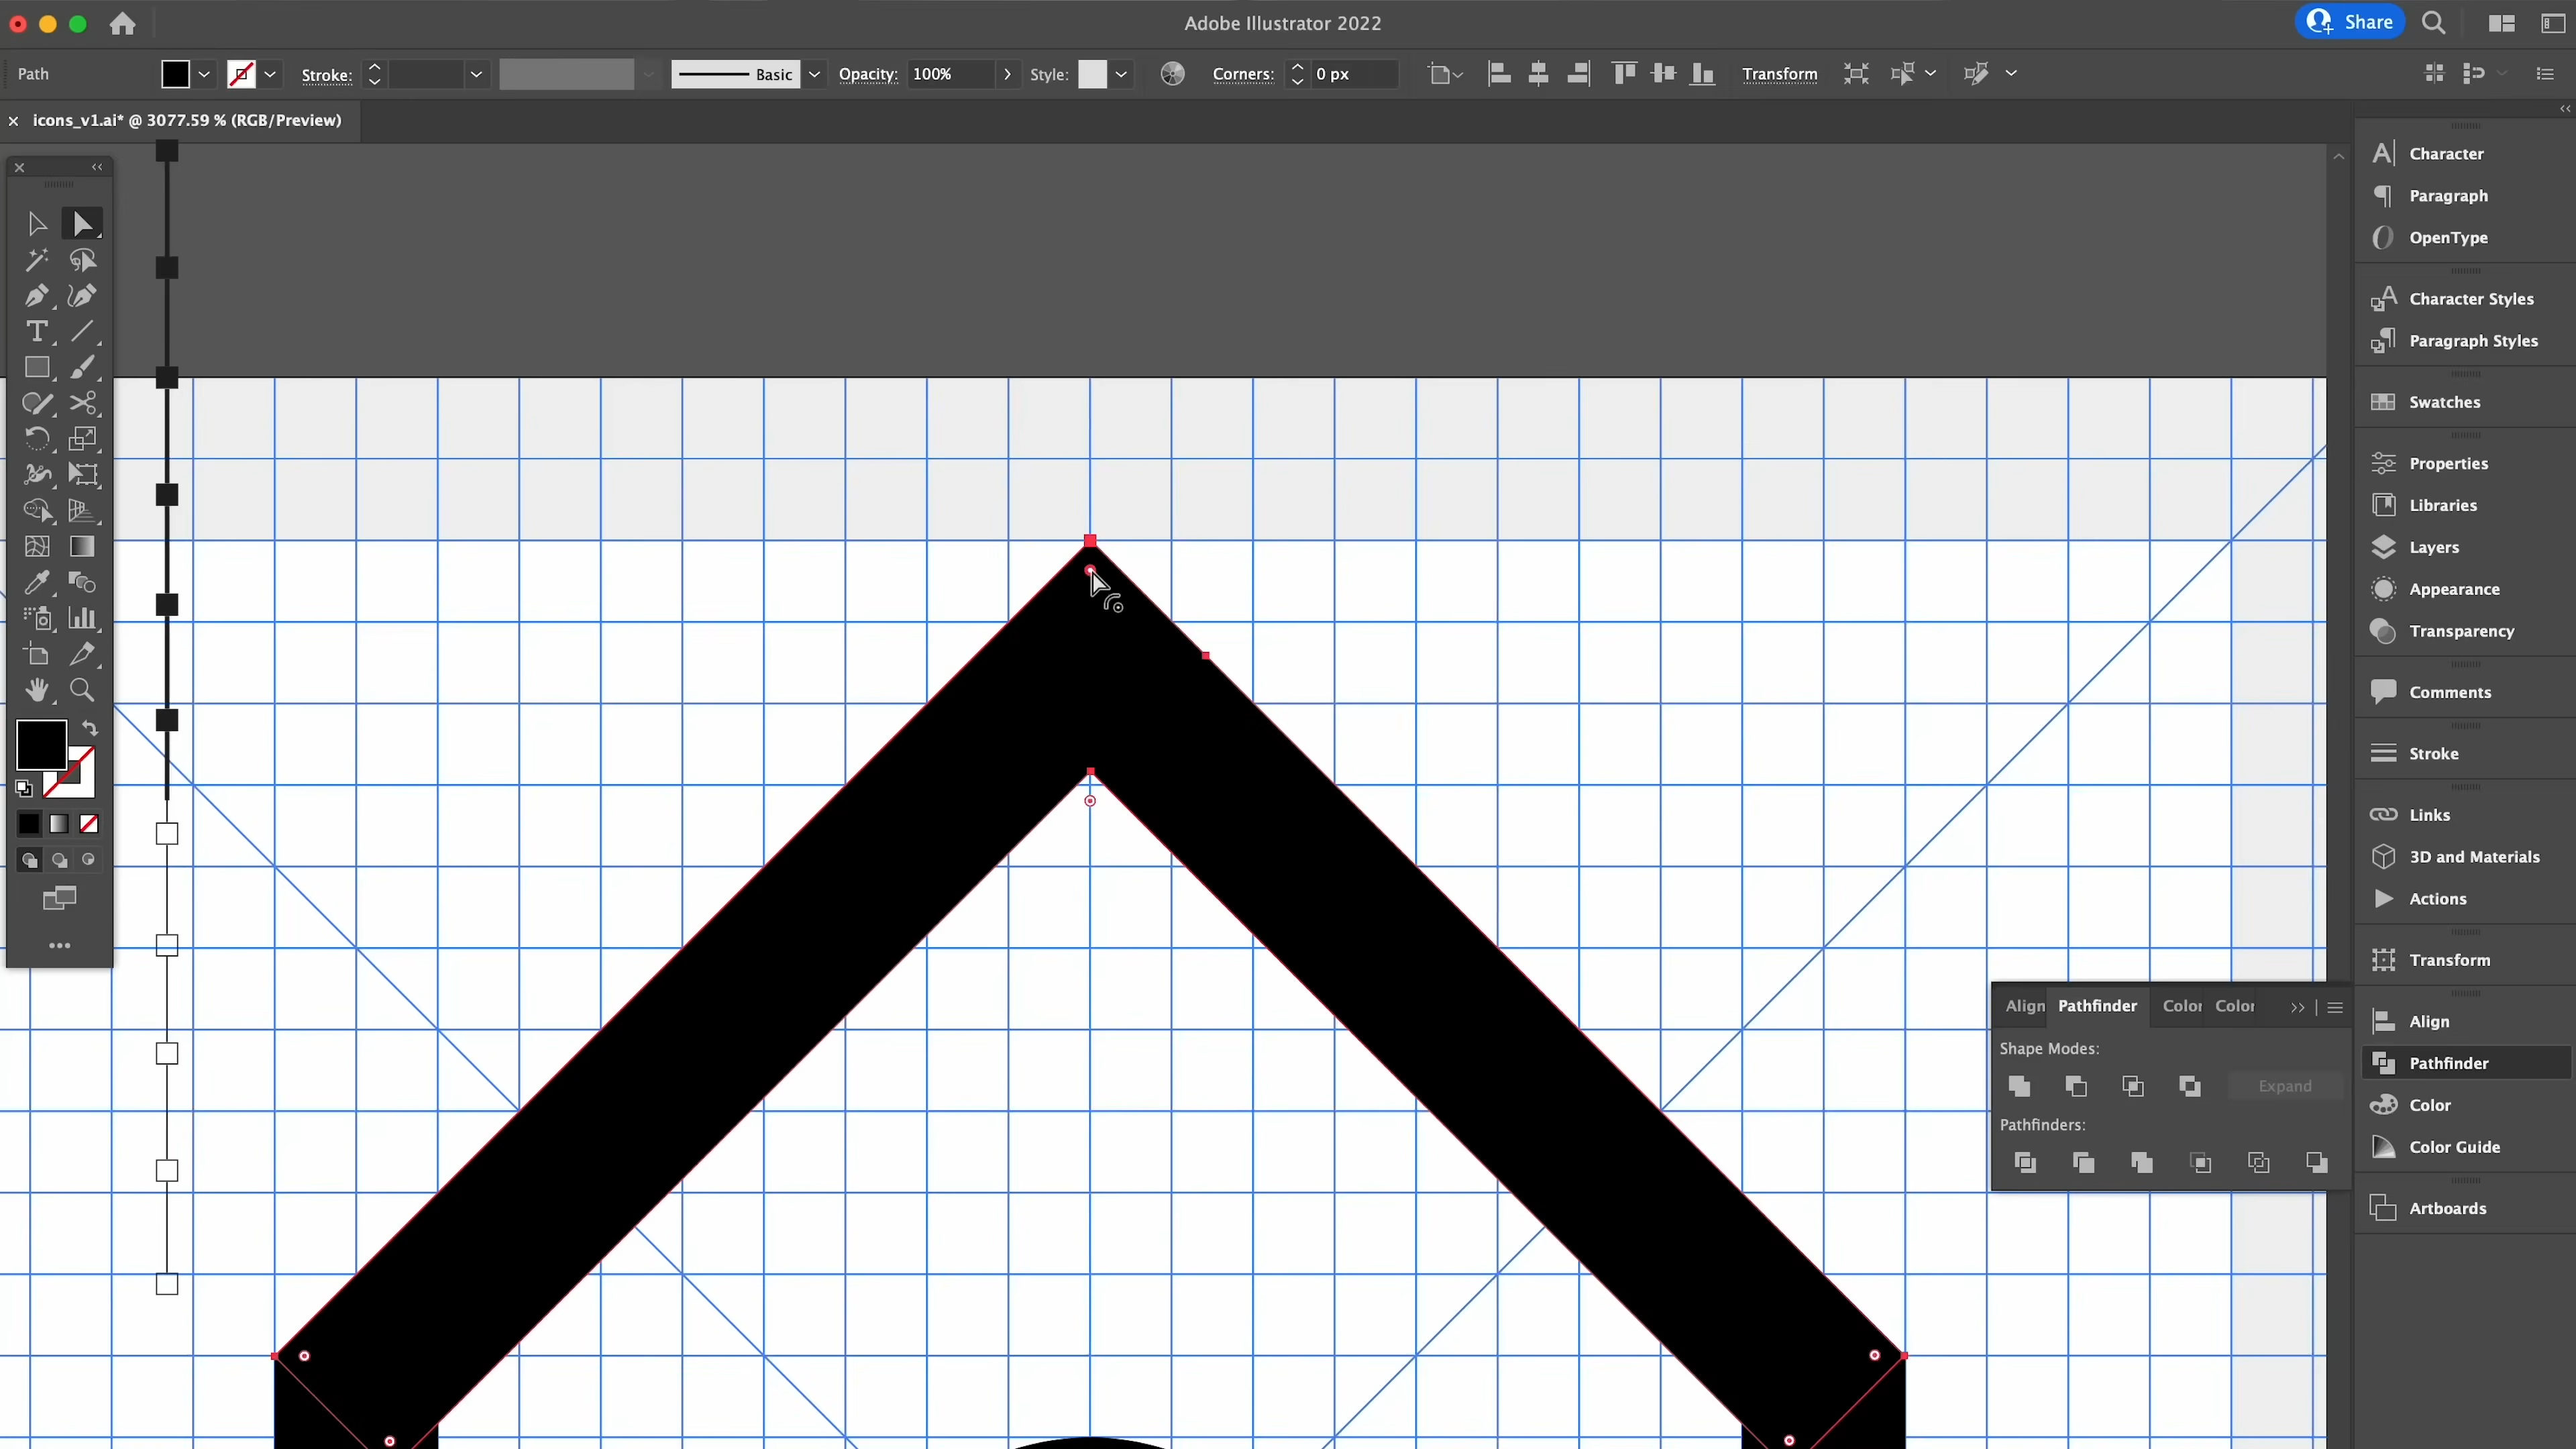 Adobe Illustrator 2022
Share
Path
Stroke:
Basic
Opacity:
100%
Style:
Corners:
0 px
Transform
icons_v1.ai* @ 3077.59 % (RGB/Preview)
Character
Paragraph
OpenType
Character Styles
Paragraph Styles
Swatches
Properties
Libraries
Layers
Appearance
Transparency
Comments
Stroke
Links
3D and Materials
Actions
Transform
Align
Pathfinder
Color
Color Guide
Artboards
Align
Pathfinder
Color
Color
Shape Modes:
Expand
Pathfinders: